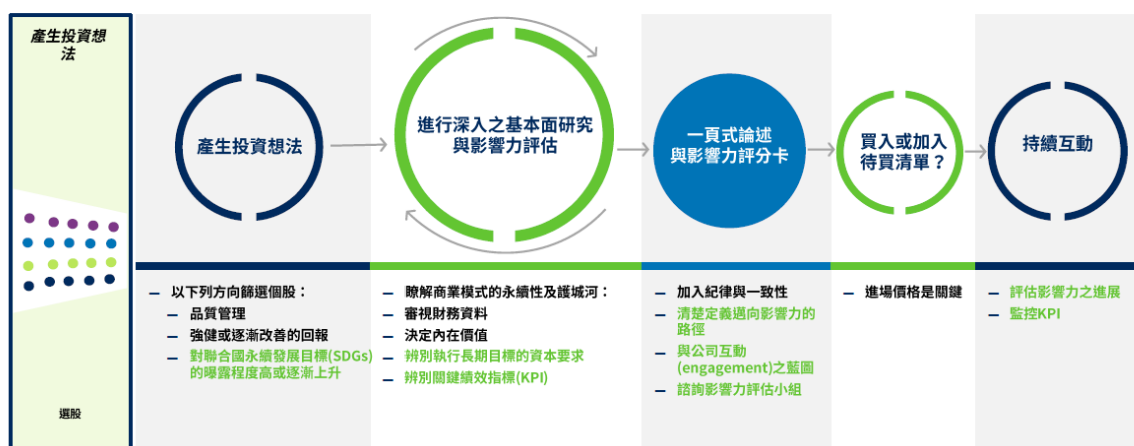 產生投資想
法
選股
產生投資想法
進行深入之基本面研究
與影響力評估
一頁式論述
與影響力評分卡
買入或加入
待買清單？
持續互動
– 以下列方向篩選個股：
– 品質管理
– 強健或逐漸改善的回報
– 對聯合國永續發展目標(SDGs)
的曝露程度高或逐漸上升
– 瞭解商業模式的永續性及護城河：
– 審視財務資料
– 決定內在價值
– 辨別執行長期目標的資本要求
– 辨別關鍵績效指標(KPI)
– 加入紀律與一致性
– 清楚定義邁向影響力的
路徑
– 與公司互動
(engagement)之藍圖
– 諮詢影響力評估小組
– 進場價格是關鍵
– 評估影響力之進展
– 監控KPI